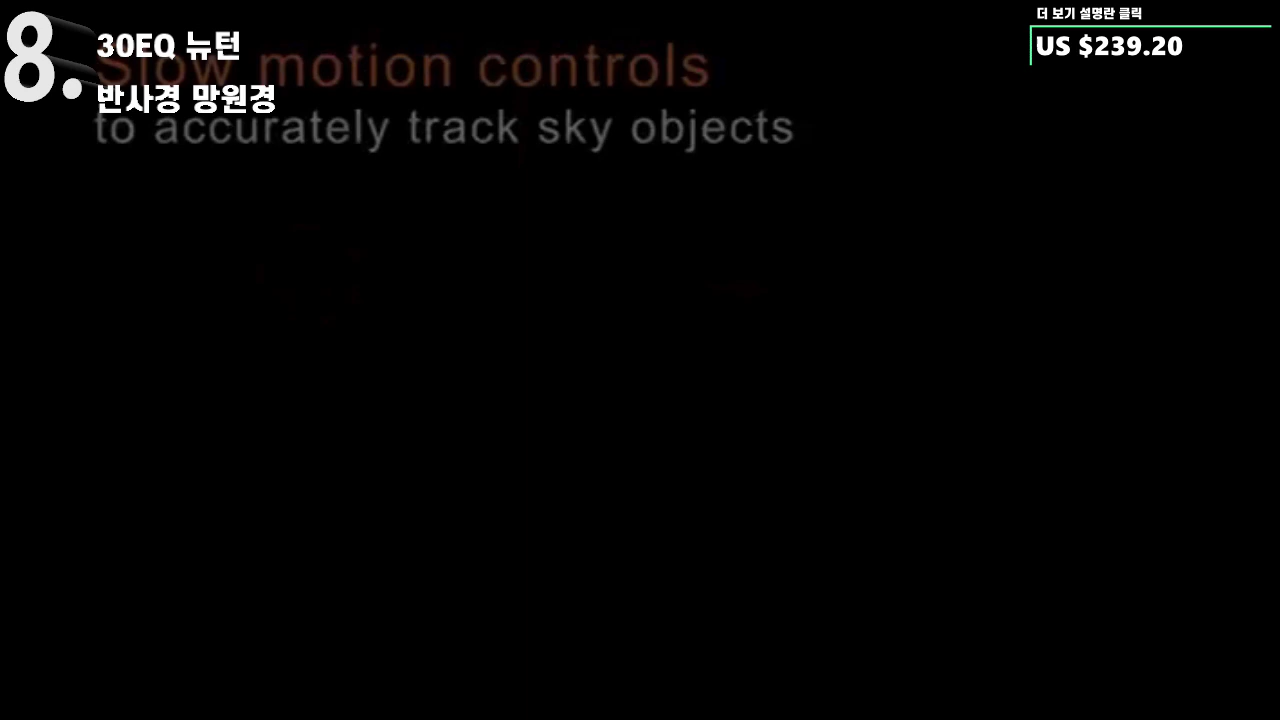 8.
30EQ 뉴턴
반사경 망원경
Slow motion controls
to accurately track sky objects
더 보기 설명란 클릭
US $239.20